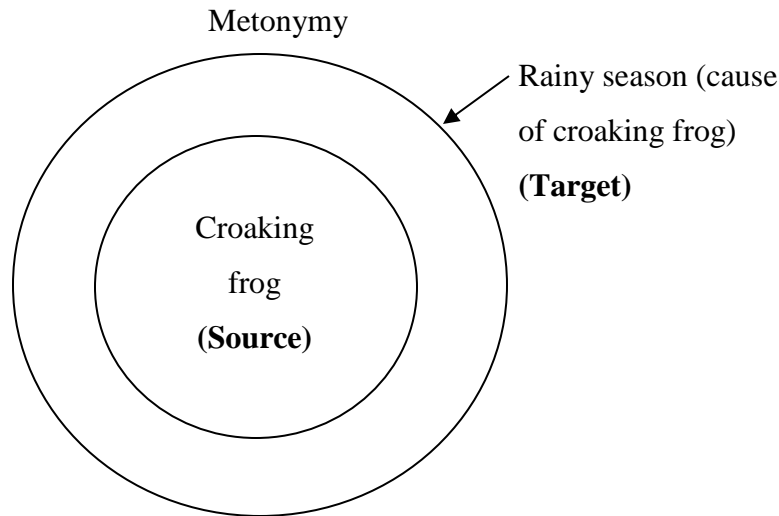 Metonymy
Rainy season (cause
of croaking frog)
(Target)
Croaking
frog
(Source)